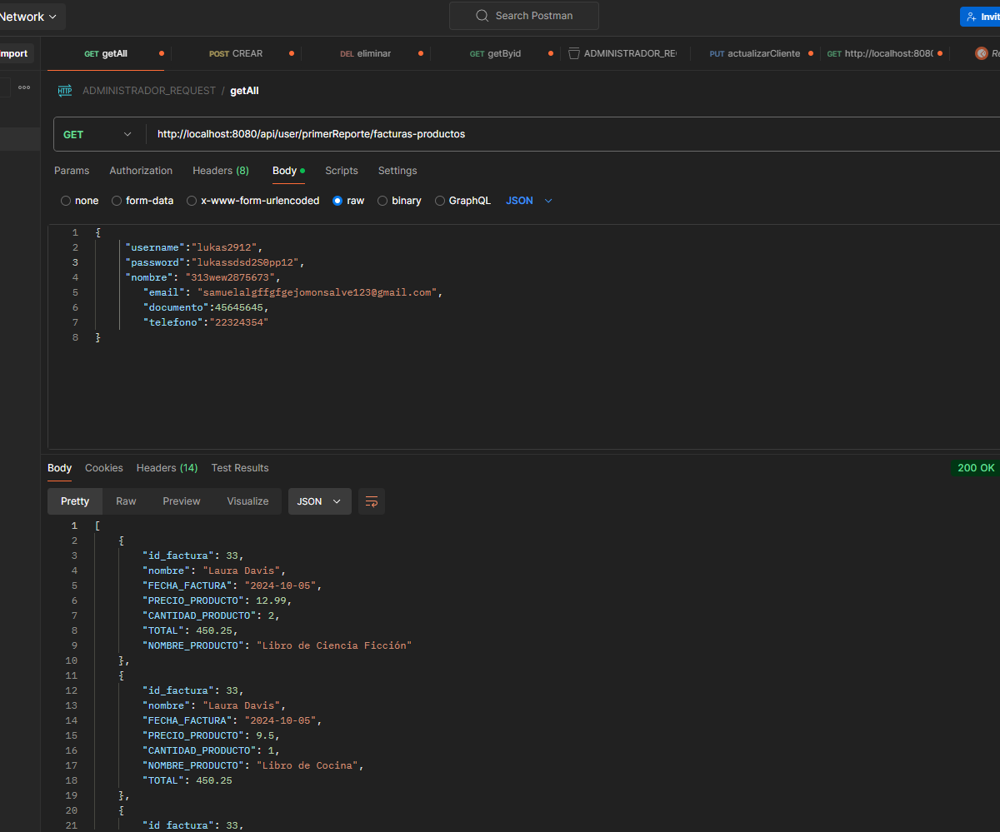 Network
Search Postman
Invit
mport
GET getAll
POST CREAR
DEL eliminar
GET getByid
ADMINISTRADOR_RE
PUT actualizarCliente
GET http://localhost:808
Re
HTTP ADMINISTRADOR_REQUEST / getAll
GET http://localhost:8080/api/user/primerReporte/facturas-productos
Params Authorization Headers (8) Body Scripts Settings
none form-data x-www-form-urlencoded raw binary GraphQL JSON
1 {
2 "username":"lukas2912",
3 "password":"lukassdsd2S0pp12",
4 "nombre": "313wew2875673",
5 "email": "samuelalgffgfgejomonsalve123@gmail.com",
6 "documento":45645645,
7 "telefono":"22324354"
8 }
Body Cookies Headers (14) Test Results
200 OK
Pretty Raw Preview Visualize JSON
1 [
2 {
3 "id_factura": 33,
4 "nombre": "Laura Davis",
5 "FECHA_FACTURA": "2024-10-05",
6 "PRECIO_PRODUCTO": 12.99,
7 "CANTIDAD_PRODUCTO": 2,
8 "TOTAL": 450.25,
9 "NOMBRE_PRODUCTO": "Libro de Ciencia Ficción"
10 },
11 {
12 "id_factura": 33,
13 "nombre": "Laura Davis",
14 "FECHA_FACTURA": "2024-10-05",
15 "PRECIO_PRODUCTO": 9.5,
16 "CANTIDAD_PRODUCTO": 1,
17 "NOMBRE_PRODUCTO": "Libro de Cocina",
18 "TOTAL": 450.25
19 },
20 {
21 "id_factura": 33,